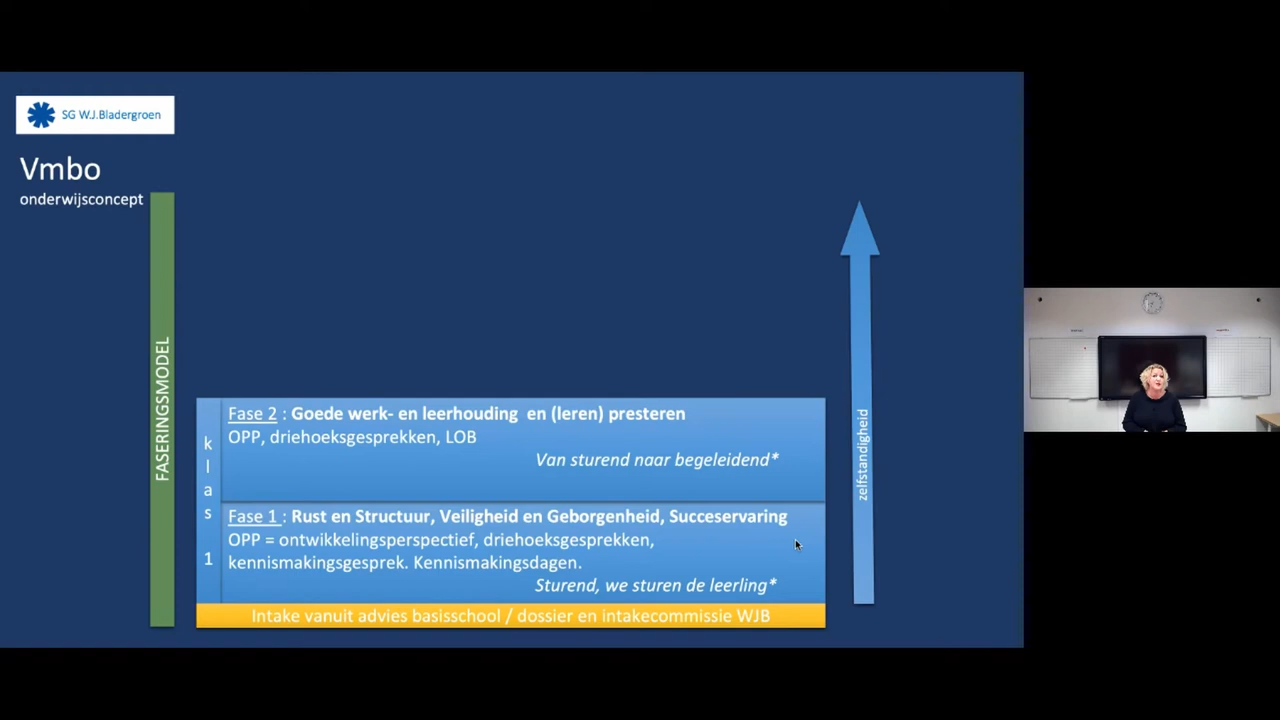 SG W.J.Bladergroen
Vmbo
onderwijsconcept
FASERINGSMODEL
klas 1
Fase 2 : Goede werk- en leerhouding en (leren) presteren
OPP, driehoeksgesprekken, LOB
Van sturend naar begeleidend*
Fase 1 : Rust en Structuur, Veiligheid en Geborgenheid, Succeservaring
OPP = ontwikkelingsperspectief, driehoeksgesprekken,
kennismakingsgesprek. Kennismakingsdagen.
Sturend, we sturen de leerling*
Intake vanuit advies basisschool / dossier en intakecommissie WJB
zelfstandigheid